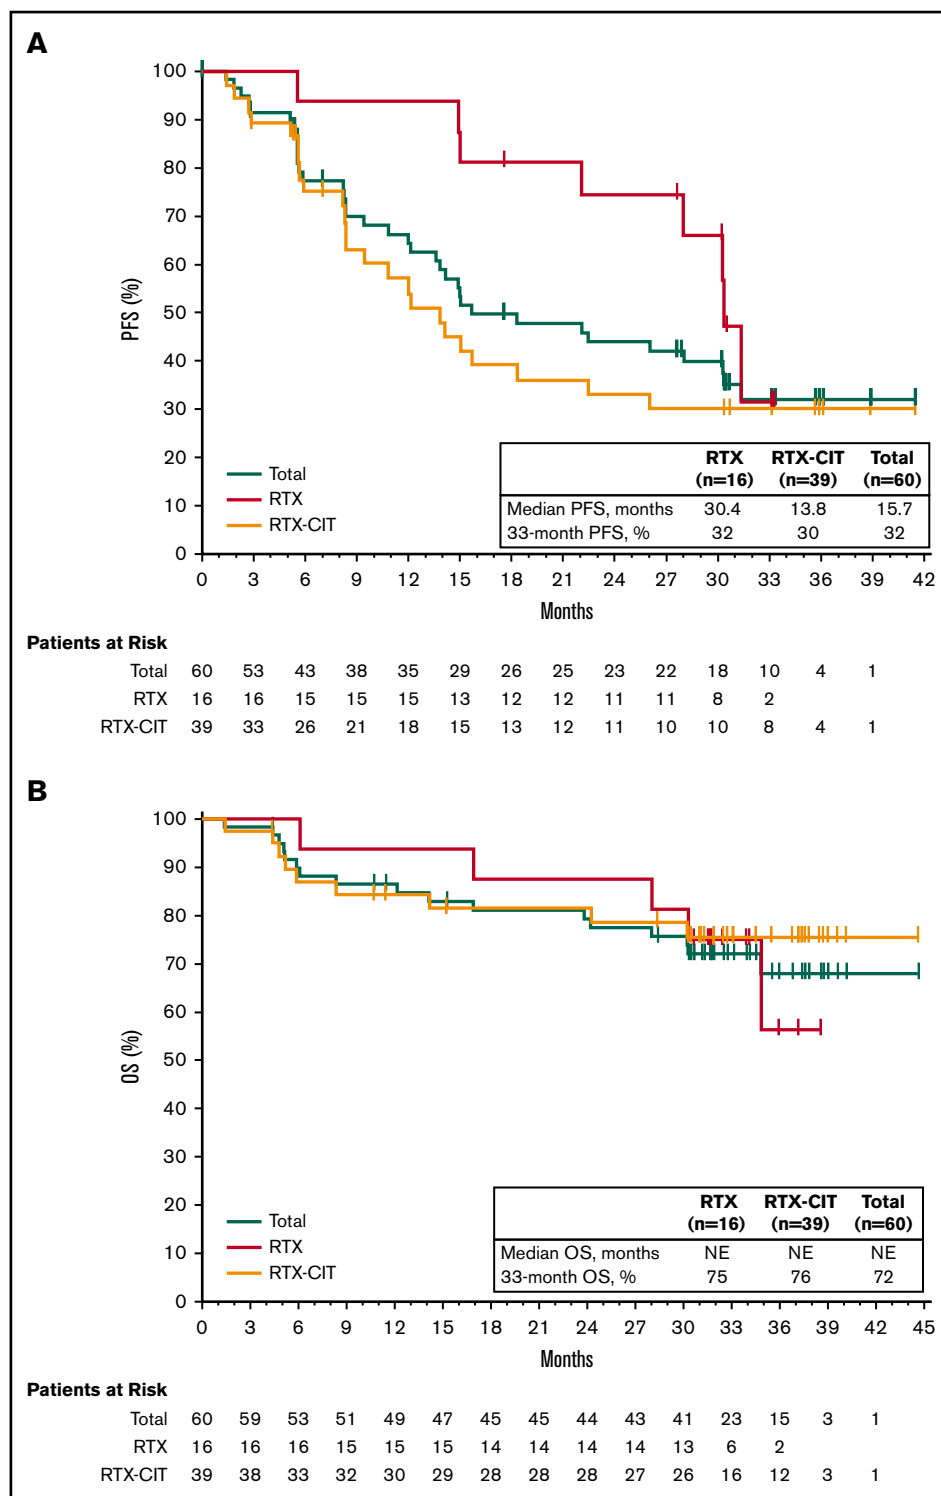 A
100
90
80
70
60
50
40
30
20
10
0
PFS (%)
Total
RTX
RTX-CIT
RTX RTX-CIT Total
(n=16) (n=39) (n=60)
Median PFS, months 30.4 13.8 15.7
33-month PFS, % 32 30 32
0 3 6 9 12 15 18 21 24 27 30 33 36 39 42
Months
Patients at Risk
Total 60 53 43 38 35 29 26 25 23 22 18 10 4 1
RTX 16 16 15 15 15 13 12 12 11 11 8 2
RTX-CIT 39 33 26 21 18 15 13 12 11 10 10 8 4 1
B
100
90
80
70
60
50
40
30
20
10
0
OS (%)
Total
RTX
RTX-CIT
RTX RTX-CIT Total
(n=16) (n=39) (n=60)
Median OS, months NE NE NE
33-month OS, % 75 76 72
0 3 6 9 12 15 18 21 24 27 30 33 36 39 42 45
Months
Patients at Risk
Total 60 59 53 51 49 47 45 45 44 43 41 23 15 3 1
RTX 16 16 16 15 15 15 14 14 14 14 13 6 2
RTX-CIT 39 38 33 32 30 29 28 28 28 27 26 16 12 3 1